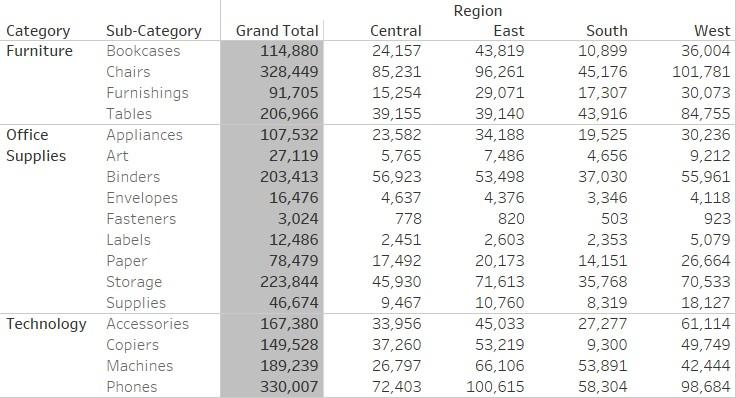 Region
Category Sub-Category Grand Total Central East South West
Furniture Bookcases 114,880 24,157 43,819 10,899 36,004
Chairs 328,449 85,231 96,261 45,176 101,781
Furnishings 91,705 15,254 29,071 17,307 30,073
Tables 206,966 39,155 39,140 43,916 84,755
Office Appliances 107,532 23,582 34,188 19,525 30,236
Supplies Art 27,119 5,765 7,486 4,656 9,212
Binders 203,413 56,923 53,498 37,030 55,961
Envelopes 16,476 4,637 4,376 3,346 4,118
Fasteners 3,024 778 820 503 923
Labels 12,486 2,451 2,603 2,353 5,079
Paper 78,479 17,492 20,173 14,151 26,664
Storage 223,844 45,930 71,613 35,768 70,533
Supplies 46,674 9,467 10,760 8,319 18,127
Technology Accessories 167,380 33,956 45,033 27,277 61,114
Copiers 149,528 37,260 53,219 9,300 49,749
Machines 189,239 26,797 66,106 53,891 42,444
Phones 330,007 72,403 100,615 58,304 98,684